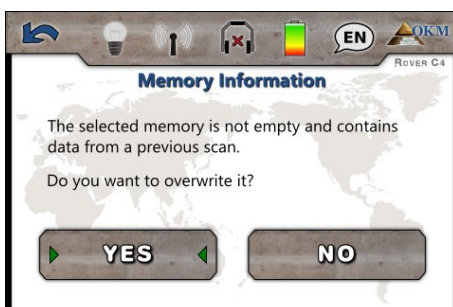 EN
OKM
ROVER C4
Memory Information
The selected memory is not empty and contains
data from a previous scan.
Do you want to overwrite it?
YES
NO